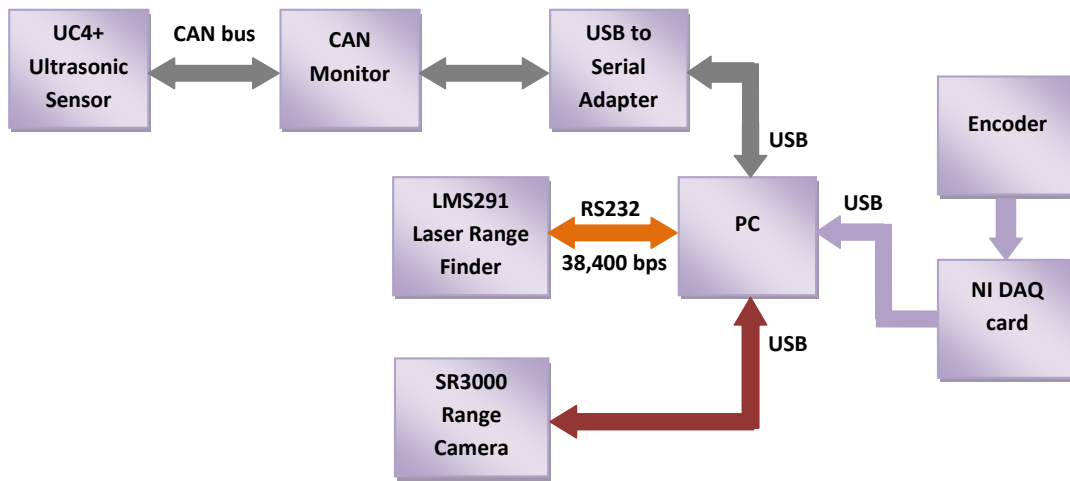 UC4+
Ultrasonic
Sensor
CAN bus
CAN
Monitor
USB to
Serial
Adapter
USB
Encoder
LMS291
Laser Range
Finder
RS232
38,400 bps
PC
USB
NI DAQ
card
SR3000
Range
Camera
USB